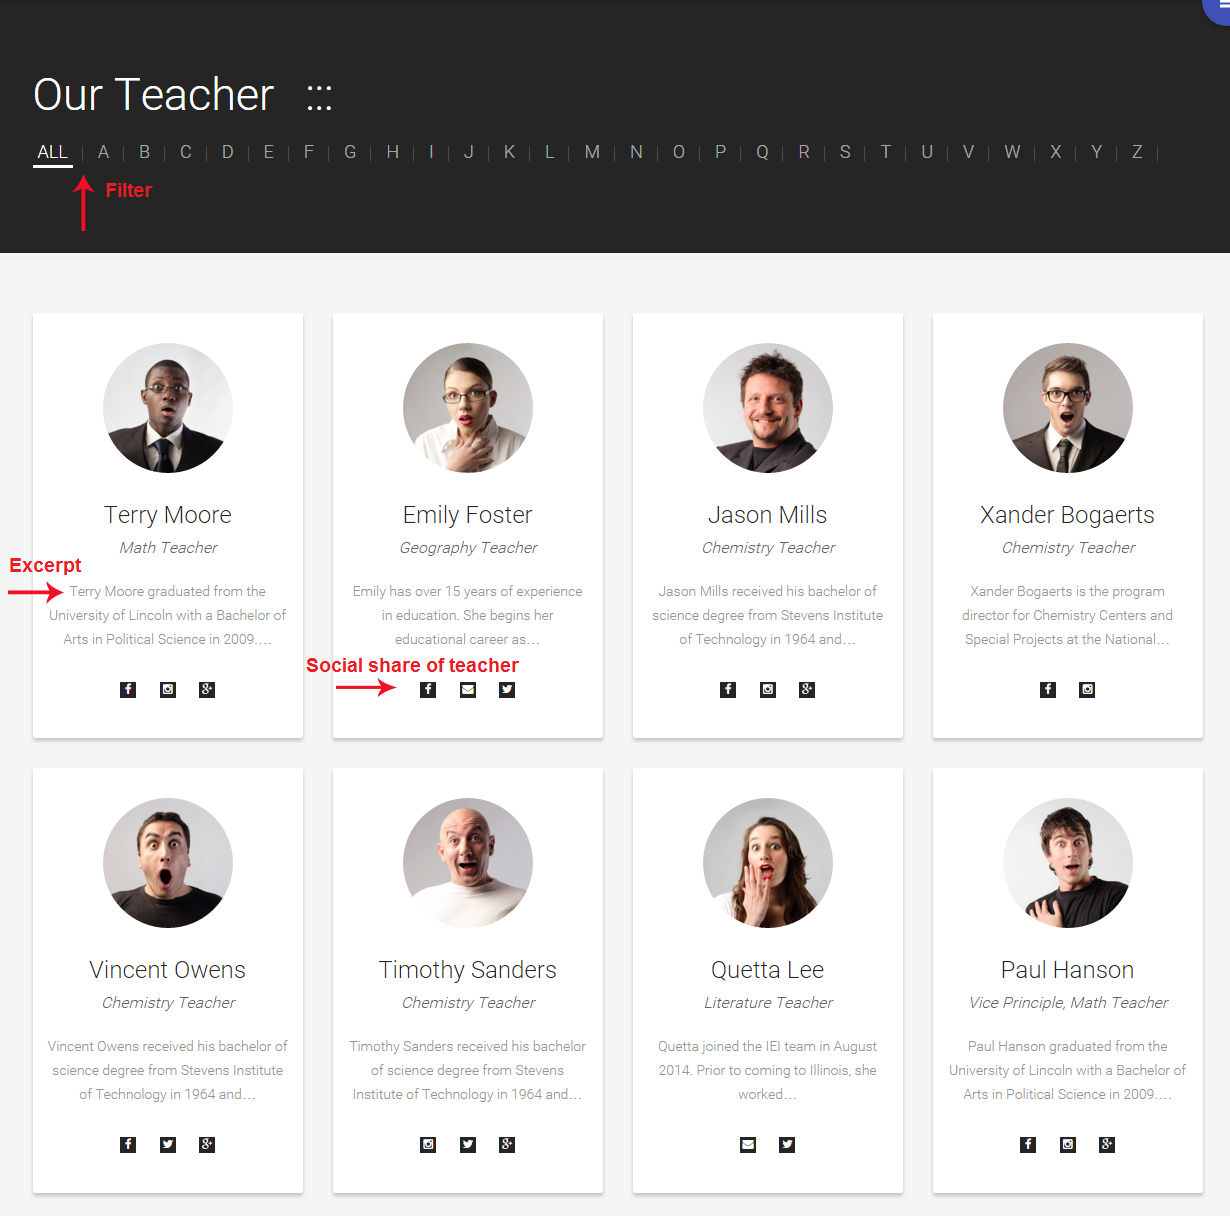 Our Teacher :::
ALL | A | B | C | D | E | F | G | H | I | J | K | L | M | N | O | P | Q | R | S | T | U | V | W | X | Y | Z |
Filter
Terry Moore
Math Teacher
Excerpt
Terry Moore graduated from the
University of Lincoln with a Bachelor of
Arts in Political Science in 2009....
Emily Foster
Geography Teacher
Emily has over 15 years of experience
in education. She begins her
educational career as...
Social share of teacher
Jason Mills
Chemistry Teacher
Jason Mills received his bachelor of
science degree from Stevens Institute
of Technology in 1964 and...
Xander Bogaerts
Chemistry Teacher
Xander Bogaerts is the program
director for Chemistry Centers and
Special Projects at the National...
Vincent Owens
Chemistry Teacher
Vincent Owens received his bachelor of
science degree from Stevens Institute
of Technology in 1964 and...
Timothy Sanders
Chemistry Teacher
Timothy Sanders received his bachelor
of science degree from Stevens
Institute of Technology in 1964 and...
Quetta Lee
Literature Teacher
Quetta joined the IEI team in August
2014. Prior to coming to Illinois, she
worked...
Paul Hanson
Vice Principle, Math Teacher
Paul Hanson graduated from the
University of Lincoln with a Bachelor of
Arts in Political Science in 2009....